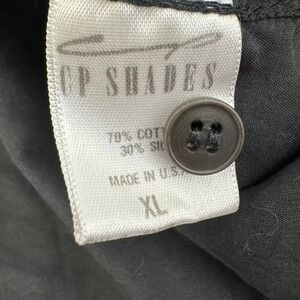 CP SHADES
70% COTT
30% SIL
MADE IN U.S.
XL